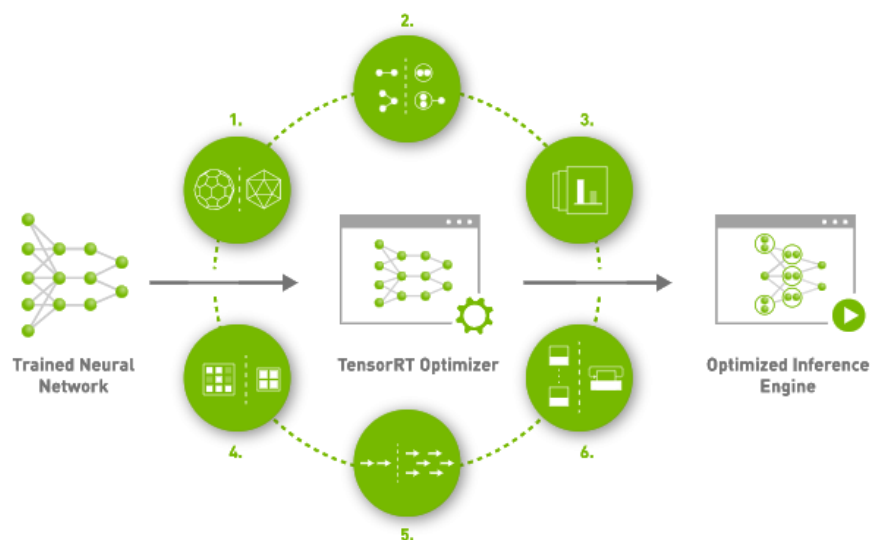 2.
1.
3.
Trained Neural
Network
TensorRT Optimizer
Optimized Inference
Engine
4.
6.
5.